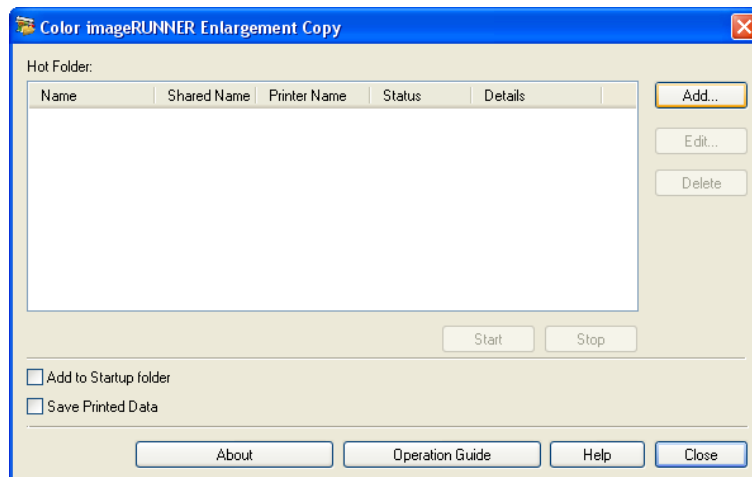 Color imageRUNNER Enlargement Copy
Hot Folder:
Name Shared Name Printer Name Status Details
Add...
Edit...
Delete
Start Stop
Add to Startup folder
Save Printed Data
About Operation Guide Help Close